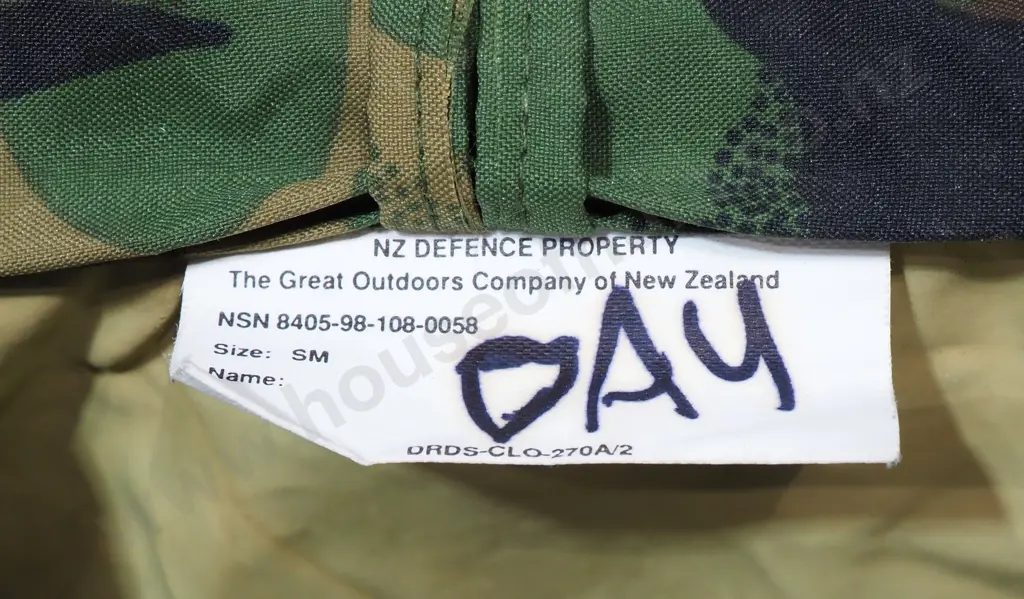 NZ DEFENCE PROPERTY
The Great Outdoors Company of New Zealand
NSN 8405-98-108-0058
Size: SM
Name:
DAY
DRDS-CLO-270A/2